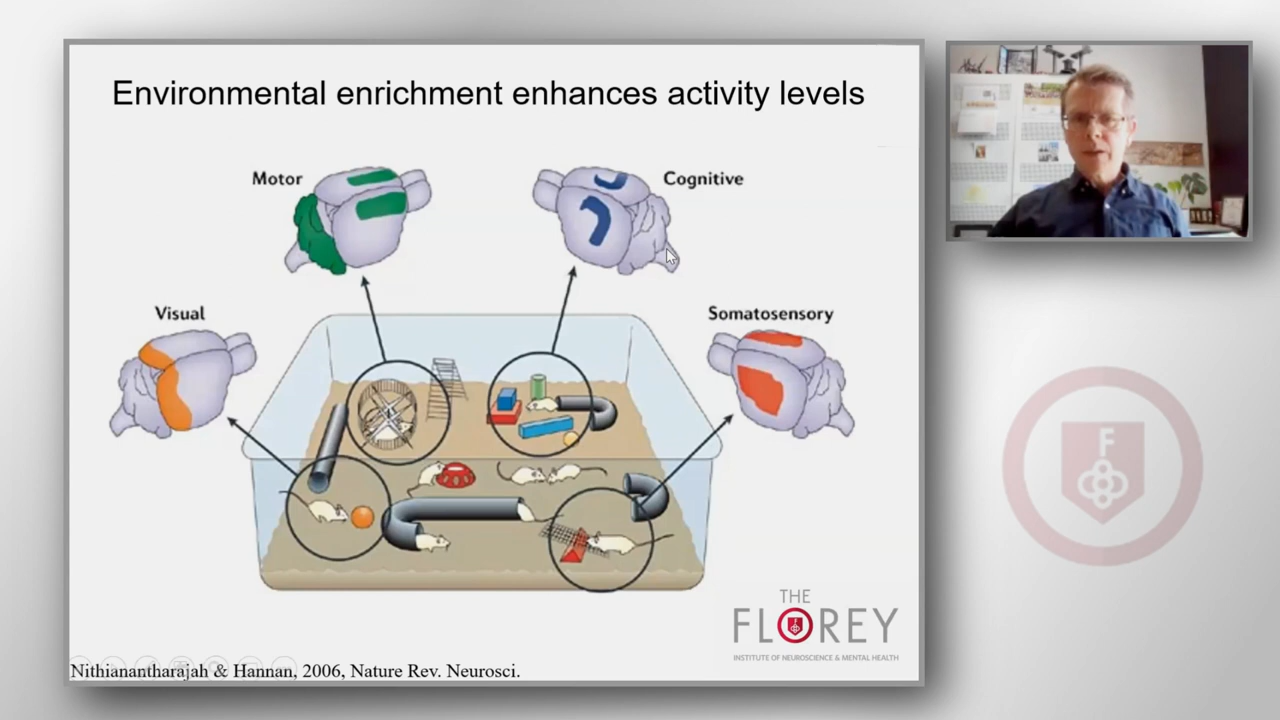 Environmental enrichment enhances activity levels
Motor
Cognitive
Visual
Somatosensory
THE
FLOREY
INSTITUTE OF NEUROSCIENCE & MENTAL HEALTH
Nithianantharajah & Hannan, 2006, Nature Rev. Neurosci.
F